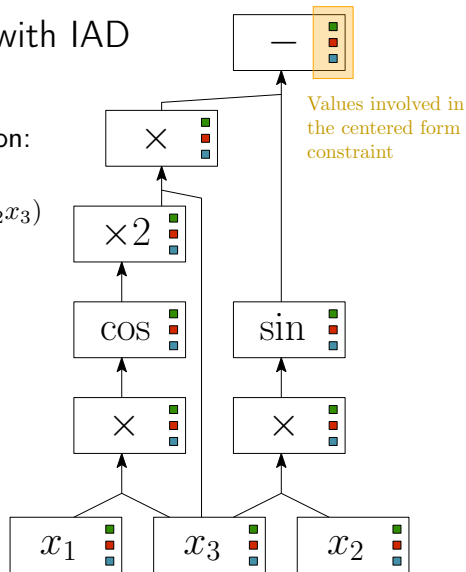 with IAD
−
Values involved in
the centered form
constraint
on:
×
₂x₃)
×2
cos
sin
×
×
x₁
x₃
x₂